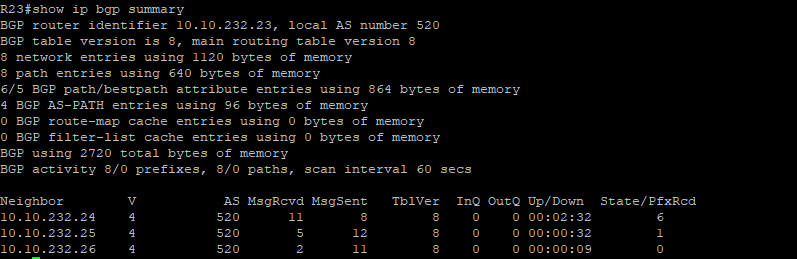 R23#show ip bgp summary
BGP router identifier 10.10.232.23, local AS number 520
BGP table version is 8, main routing table version 8
8 network entries using 1120 bytes of memory
8 path entries using 640 bytes of memory
6/5 BGP path/bestpath attribute entries using 864 bytes of memory
4 BGP AS-PATH entries using 96 bytes of memory
0 BGP route-map cache entries using 0 bytes of memory
0 BGP filter-list cache entries using 0 bytes of memory
BGP using 2720 total bytes of memory
BGP activity 8/0 prefixes, 8/0 paths, scan interval 60 secs

Neighbor        V           AS MsgRcvd MsgSent   TblVer  InQ OutQ Up/Down  State/PfxRcd
10.10.232.24    4          520      11       8        8    0    0 00:02:32        6
10.10.232.25    4          520       5      12        8    0    0 00:00:32        1
10.10.232.26    4          520       2      11        8    0    0 00:00:09        0